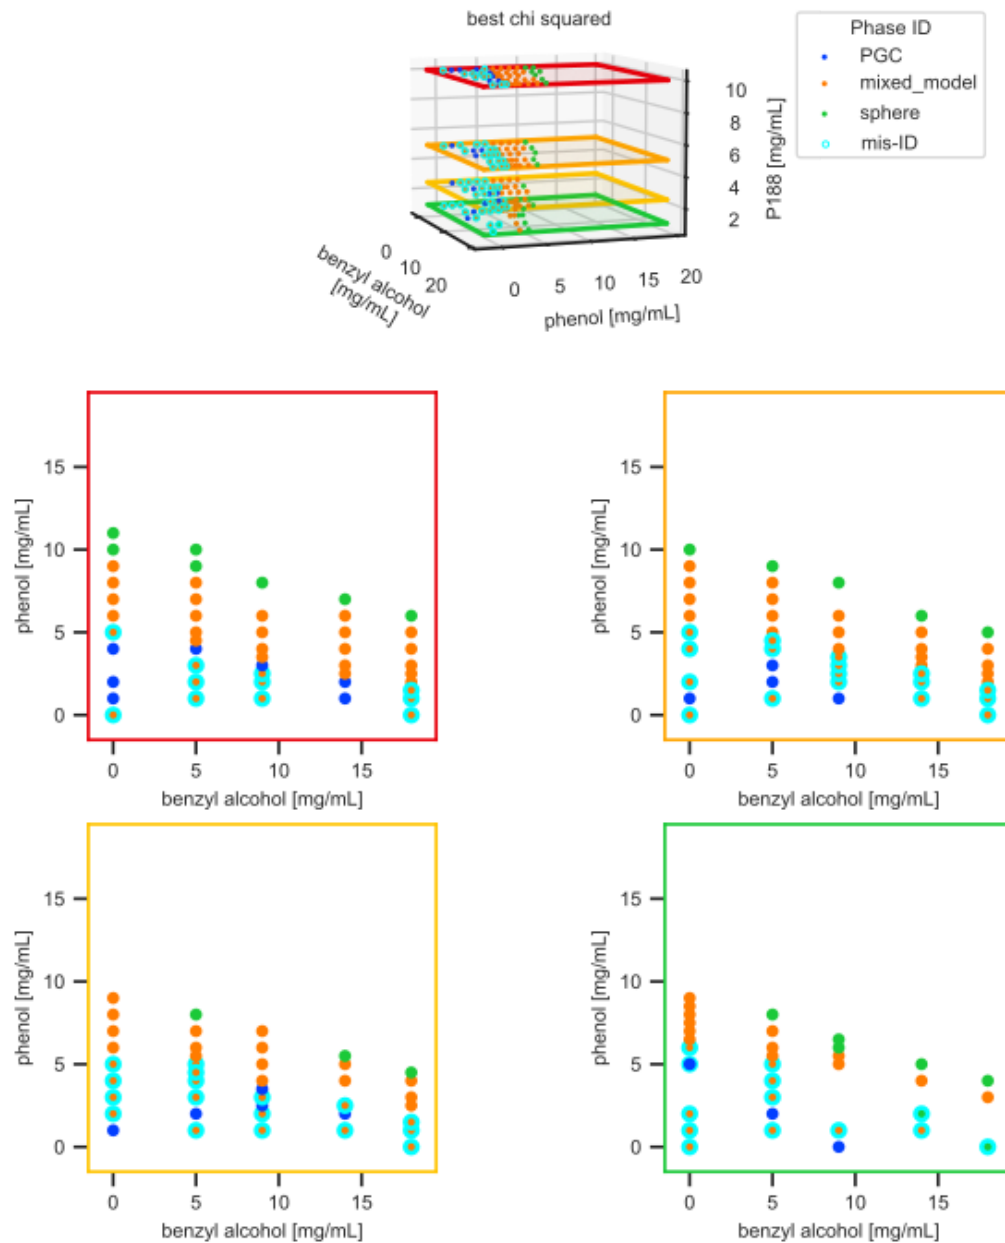 best chi squared
Phase ID
PGC
mixed_model
sphere
mis-ID
10
8
6
4
2
P188 [mg/mL]
0
10
20
benzyl alcohol
[mg/mL]
0
5
10
15
20
phenol [mg/mL]
15
10
5
0
phenol [mg/mL]
0
5
10
15
benzyl alcohol [mg/mL]
15
10
5
0
phenol [mg/mL]
0
5
10
15
benzyl alcohol [mg/mL]
15
10
5
0
phenol [mg/mL]
0
5
10
15
benzyl alcohol [mg/mL]
15
10
5
0
phenol [mg/mL]
0
5
10
15
benzyl alcohol [mg/mL]